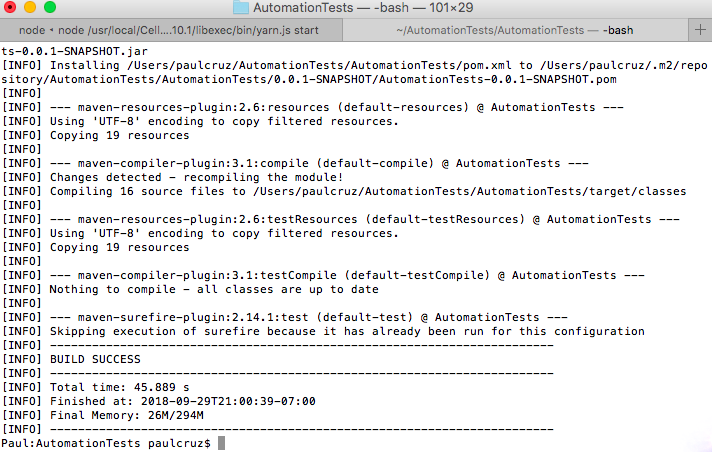 AutomationTests — -bash — 101×29
node • node /usr/local/Cell....10.1/libexec/bin/yarn.js start
~/AutomationTests/AutomationTests — -bash
+
ts-0.0.1-SNAPSHOT.jar
[INFO] Installing /Users/paulcruz/AutomationTests/AutomationTests/pom.xml to /Users/paulcruz/.m2/repo
sitory/AutomationTests/AutomationTests/0.0.1-SNAPSHOT/AutomationTests-0.0.1-SNAPSHOT.pom
[INFO]
[INFO] --- maven-resources-plugin:2.6:resources (default-resources) @ AutomationTests ---
[INFO] Using 'UTF-8' encoding to copy filtered resources.
[INFO] Copying 19 resources
[INFO]
[INFO] --- maven-compiler-plugin:3.1:compile (default-compile) @ AutomationTests ---
[INFO] Changes detected - recompiling the module!
[INFO] Compiling 16 source files to /Users/paulcruz/AutomationTests/AutomationTests/target/classes
[INFO]
[INFO] --- maven-resources-plugin:2.6:testResources (default-testResources) @ AutomationTests ---
[INFO] Using 'UTF-8' encoding to copy filtered resources.
[INFO] Copying 19 resources
[INFO]
[INFO] --- maven-compiler-plugin:3.1:testCompile (default-testCompile) @ AutomationTests ---
[INFO] Nothing to compile - all classes are up to date
[INFO]
[INFO] --- maven-surefire-plugin:2.14.1:test (default-test) @ AutomationTests ---
[INFO] Skipping execution of surefire because it has already been run for this configuration
[INFO] ------------------------------------------------------------------------
[INFO] BUILD SUCCESS
[INFO] ------------------------------------------------------------------------
[INFO] Total time: 45.889 s
[INFO] Finished at: 2018-09-29T21:00:39-07:00
[INFO] Final Memory: 26M/294M
[INFO] ------------------------------------------------------------------------
Paul:AutomationTests paulcruz$